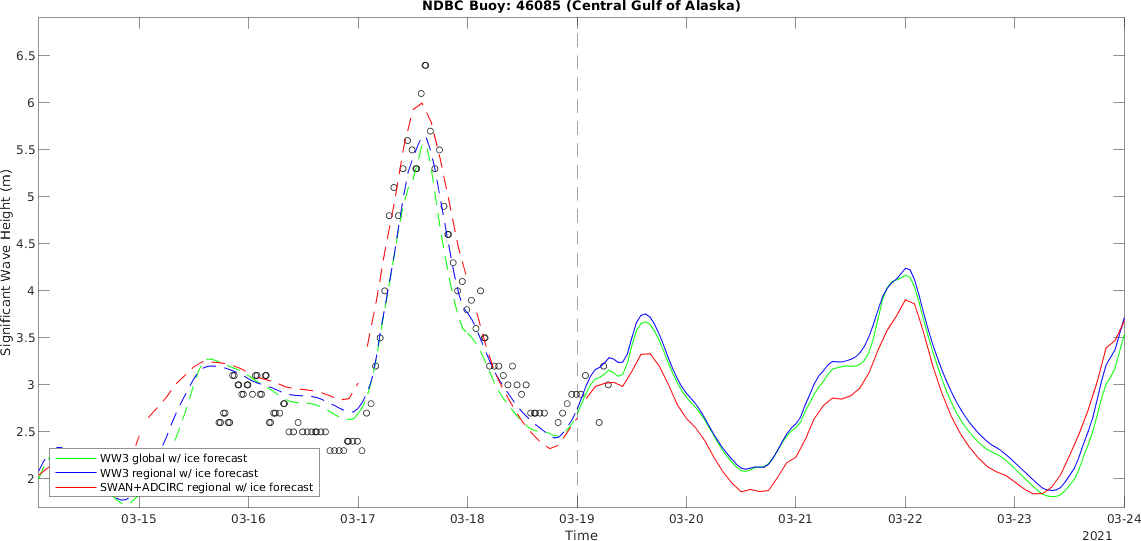 NDBC Buoy: 46085 (Central Gulf of Alaska)
6.5
6
5.5
5
4.5
4
3.5
3
2.5
2
Significant Wave Height (m)
WW3 global w/ ice forecast
WW3 regional w/ ice forecast
SWAN+ADCIRC regional w/ ice forecast
03-15 03-16 03-17 03-18 03-19 03-20 03-21 03-22 03-23 03-24
Time
2021